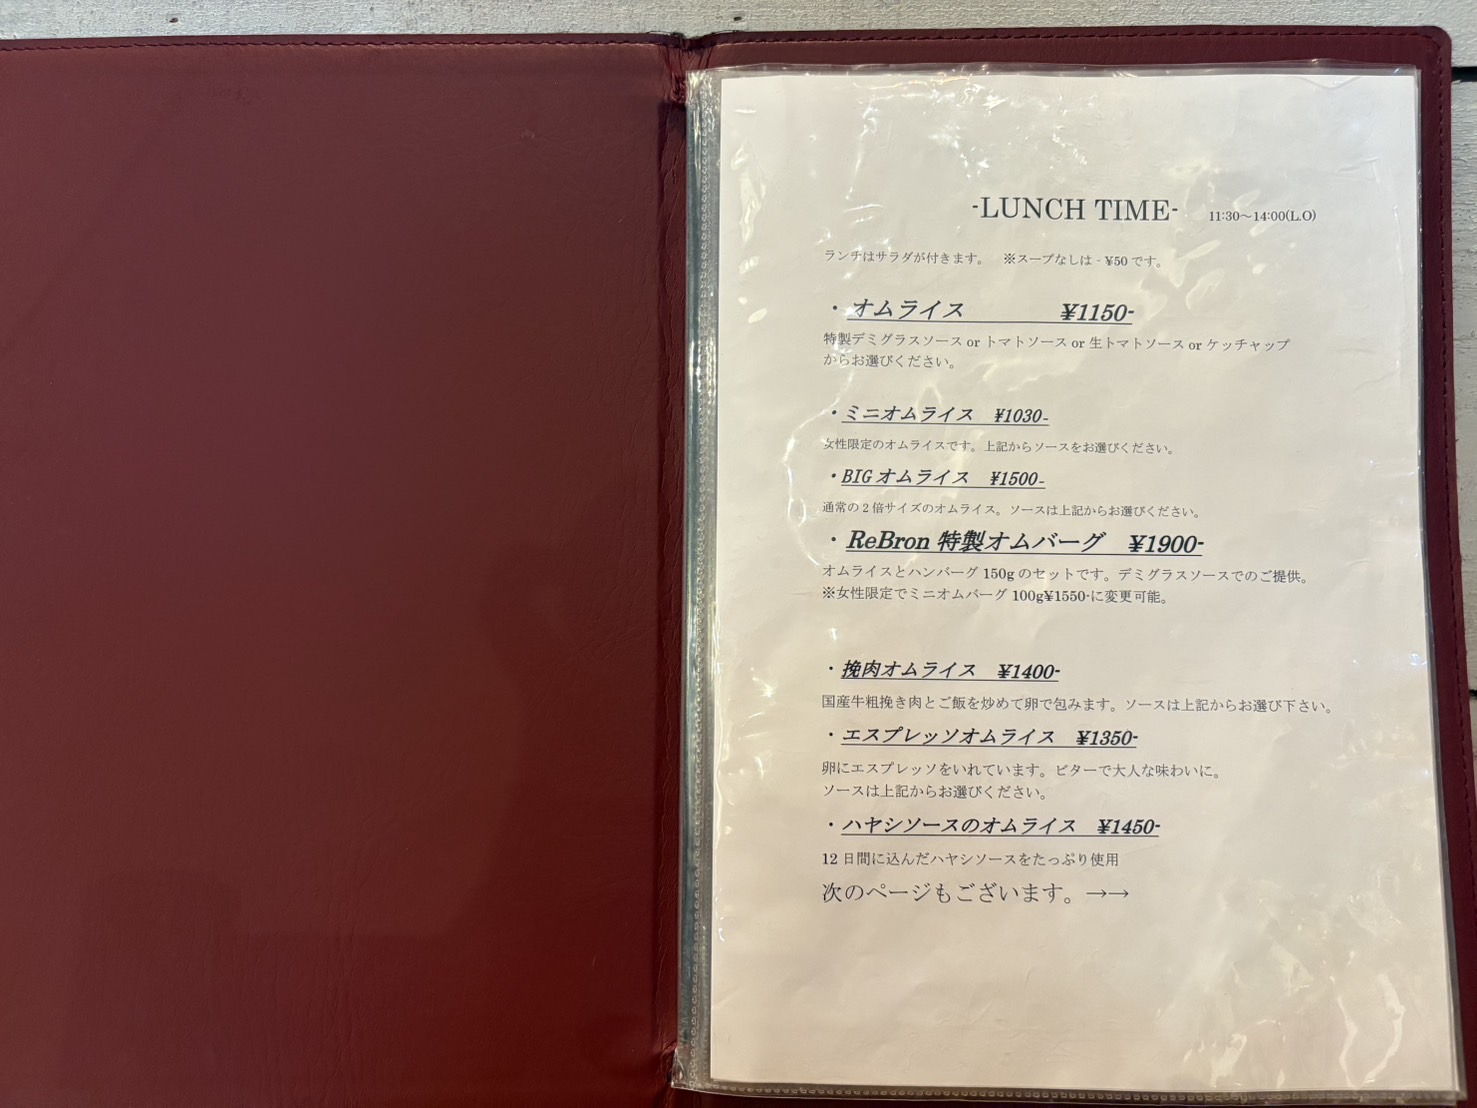 -LUNCH TIME- 11:30～14:00(L.O)
ランチはサラダが付きます。 ※スープなしは - ¥50 です。
・オムライス ¥1150-
特製デミグラスソース or トマトソース or 生トマトソース or ケッチャップ
からお選びください。
・ミニオムライス ¥1030-
女性限定のオムライスです。上記からソースをお選びください。
・BIG オムライス ¥1500-
通常の 2 倍サイズのオムライス。ソースは上記からお選びください。
・ReBron 特製オムバーグ ¥1900-
オムライスとハンバーグ 150g のセットです。デミグラスソースでのご提供。
※女性限定でミニオムバーグ 100g¥1550-に変更可能。
・挽肉オムライス ¥1400-
国産牛粗挽き肉とご飯を炒めて卵で包みます。ソースは上記からお選び下さい。
・エスプレッソオムライス ¥1350-
卵にエスプレッソをいれています。ビターで大人な味わいに。
ソースは上記からお選びください。
・ハヤシソースのオムライス ¥1450-
12 日間に込んだハヤシソースをたっぷり使用
次のページもございます。→→